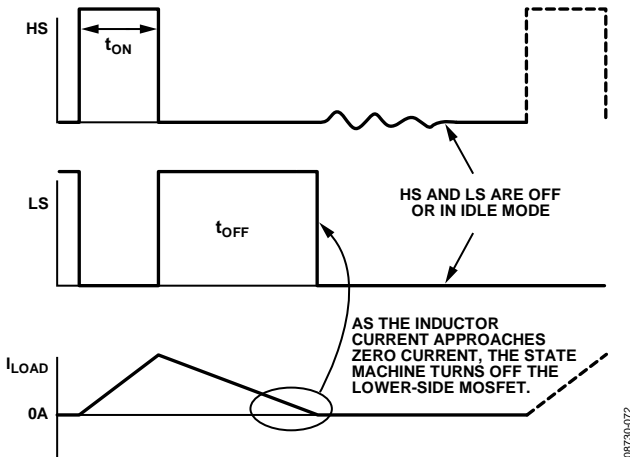 HS
tON
HS AND LS ARE OFF
OR IN IDLE MODE
LS
tOFF
AS THE INDUCTOR
CURRENT APPROACHES
ZERO CURRENT, THE STATE
MACHINE TURNS OFF THE
LOWER-SIDE MOSFET.
ILOAD
0A
08730-072